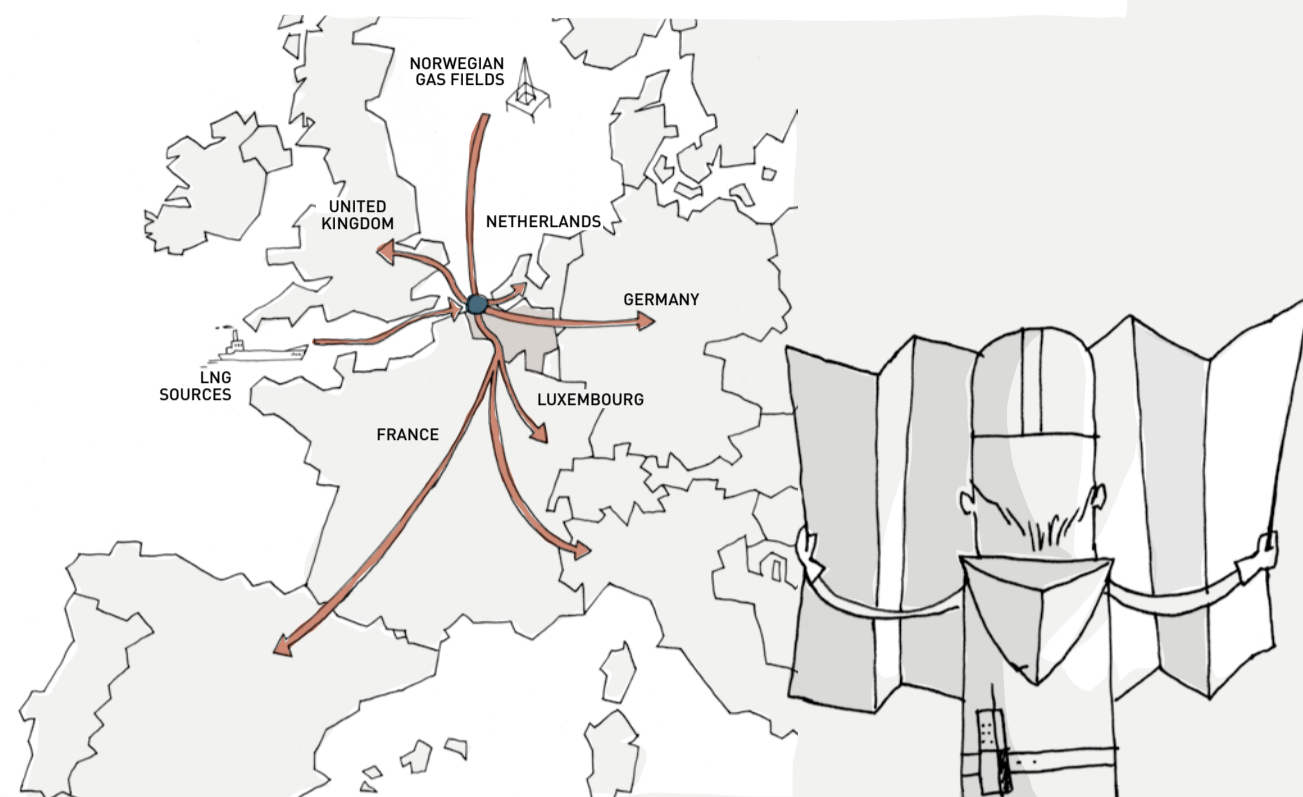 NORWEGIAN
GAS FIELDS
UNITED
KINGDOM
NETHERLANDS
GERMANY
LNG
SOURCES
LUXEMBOURG
FRANCE